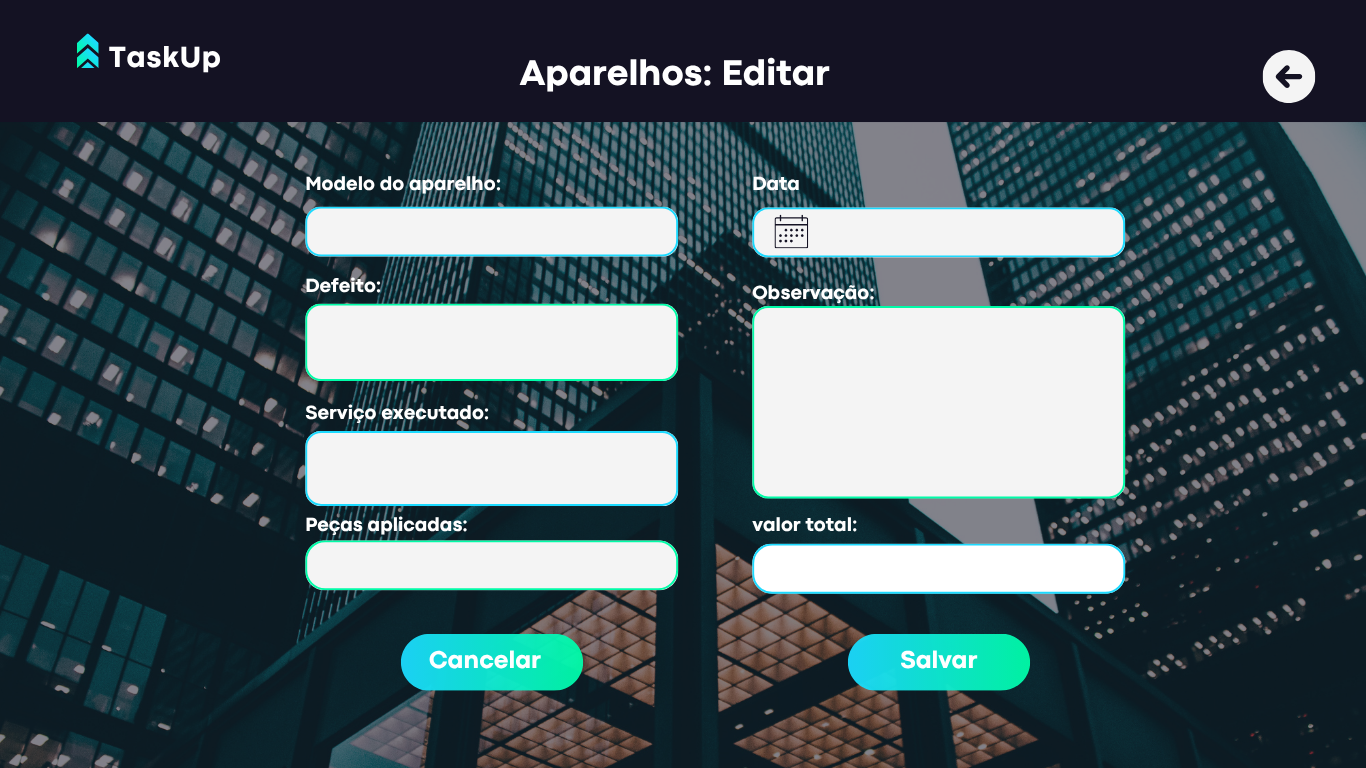 TaskUp
Aparelhos: Editar
Modelo do aparelho:
Data
Defeito:
Observação:
Serviço executado:
Peças aplicadas:
valor total:
Cancelar
Salvar